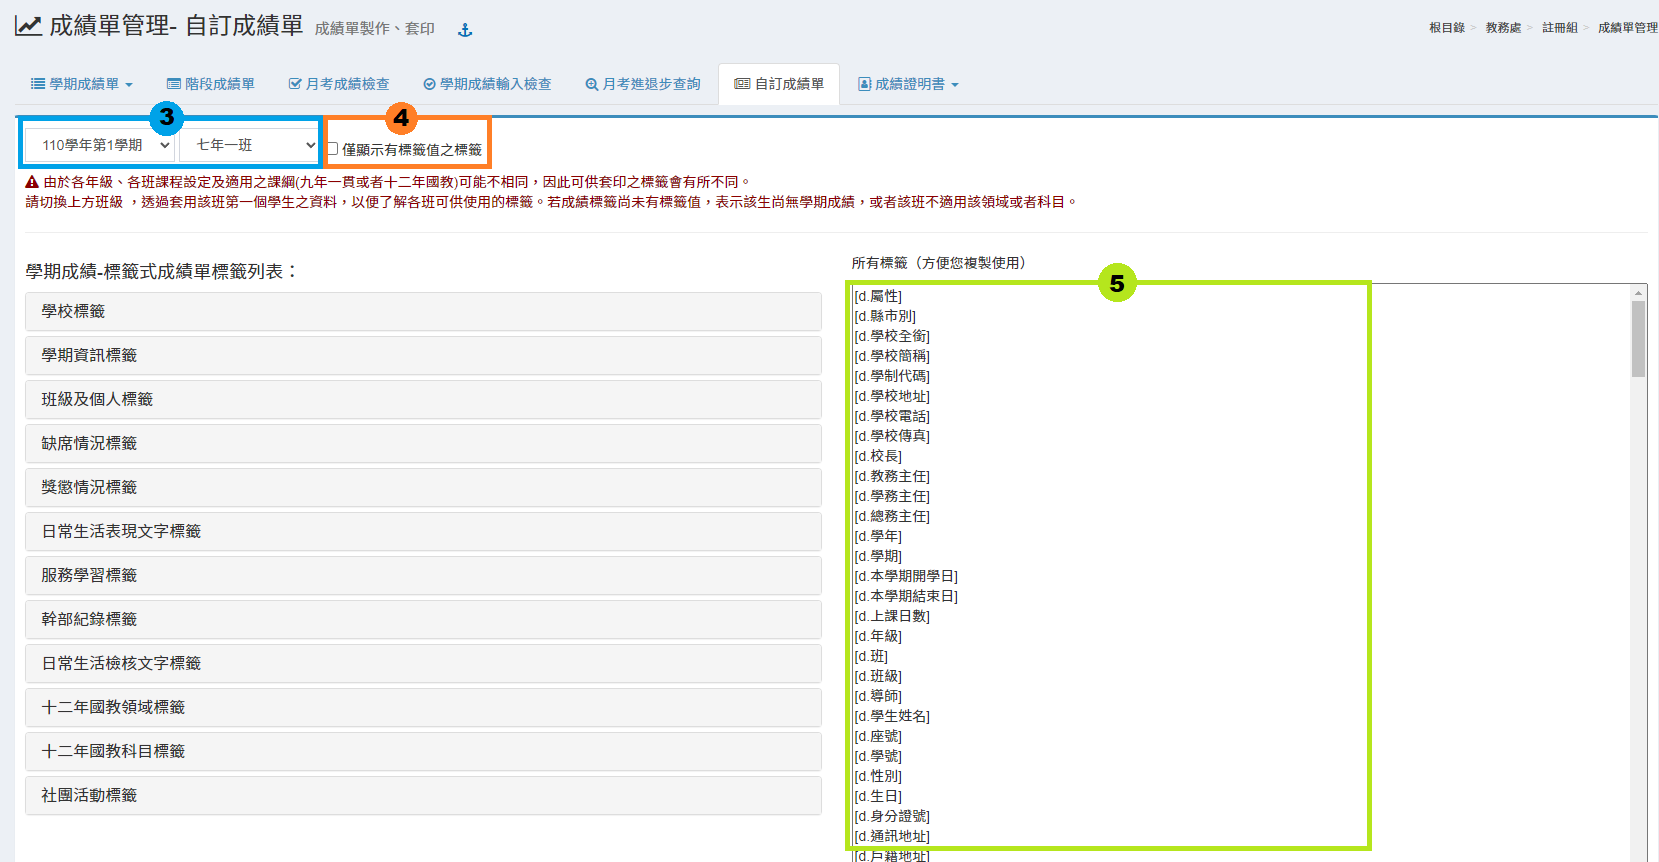 成績單管理- 自訂成績單 成績單製作、套印
根目錄 > 教務處 > 註冊組 > 成績單管理
學期成績單 階段成績單 月考成績檢查 學期成績輸入檢查 月考進退步查詢 自訂成績單 成績證明書
3 4
110學年第1學期 七年一班 僅顯示有標籤值之標籤
由於各年級、各班課程設定及適用之課綱(九年一貫或者十二年國教)可能不相同，因此可供套印之標籤會有所不同。
請切換上方班級 ，透過套用該班第一個學生之資料，以便了解各班可供使用的標籤。若成績標籤尚未有標籤值，表示該生尚無學期成績，或者該班不適用該領域或者科目。
學期成績-標籤式成績單標籤列表：
學校標籤
學期資訊標籤
班級及個人標籤
缺席情況標籤
獎懲情況標籤
日常生活表現文字標籤
服務學習標籤
幹部紀錄標籤
日常生活檢核文字標籤
十二年國教領域標籤
十二年國教科目標籤
社團活動標籤
所有標籤（方便您複製使用）
5
[d.屬性]
[d.縣市別]
[d.學校全銜]
[d.學校簡稱]
[d.學制代碼]
[d.學校地址]
[d.學校電話]
[d.學校傳真]
[d.校長]
[d.教務主任]
[d.學務主任]
[d.總務主任]
[d.學年]
[d.學期]
[d.本學期開學日]
[d.本學期結束日]
[d.上課日數]
[d.年級]
[d.班]
[d.班級]
[d.導師]
[d.學生姓名]
[d.座號]
[d.學號]
[d.性別]
[d.生日]
[d.身分證號]
[d.通訊地址]
[d.戶籍地址]